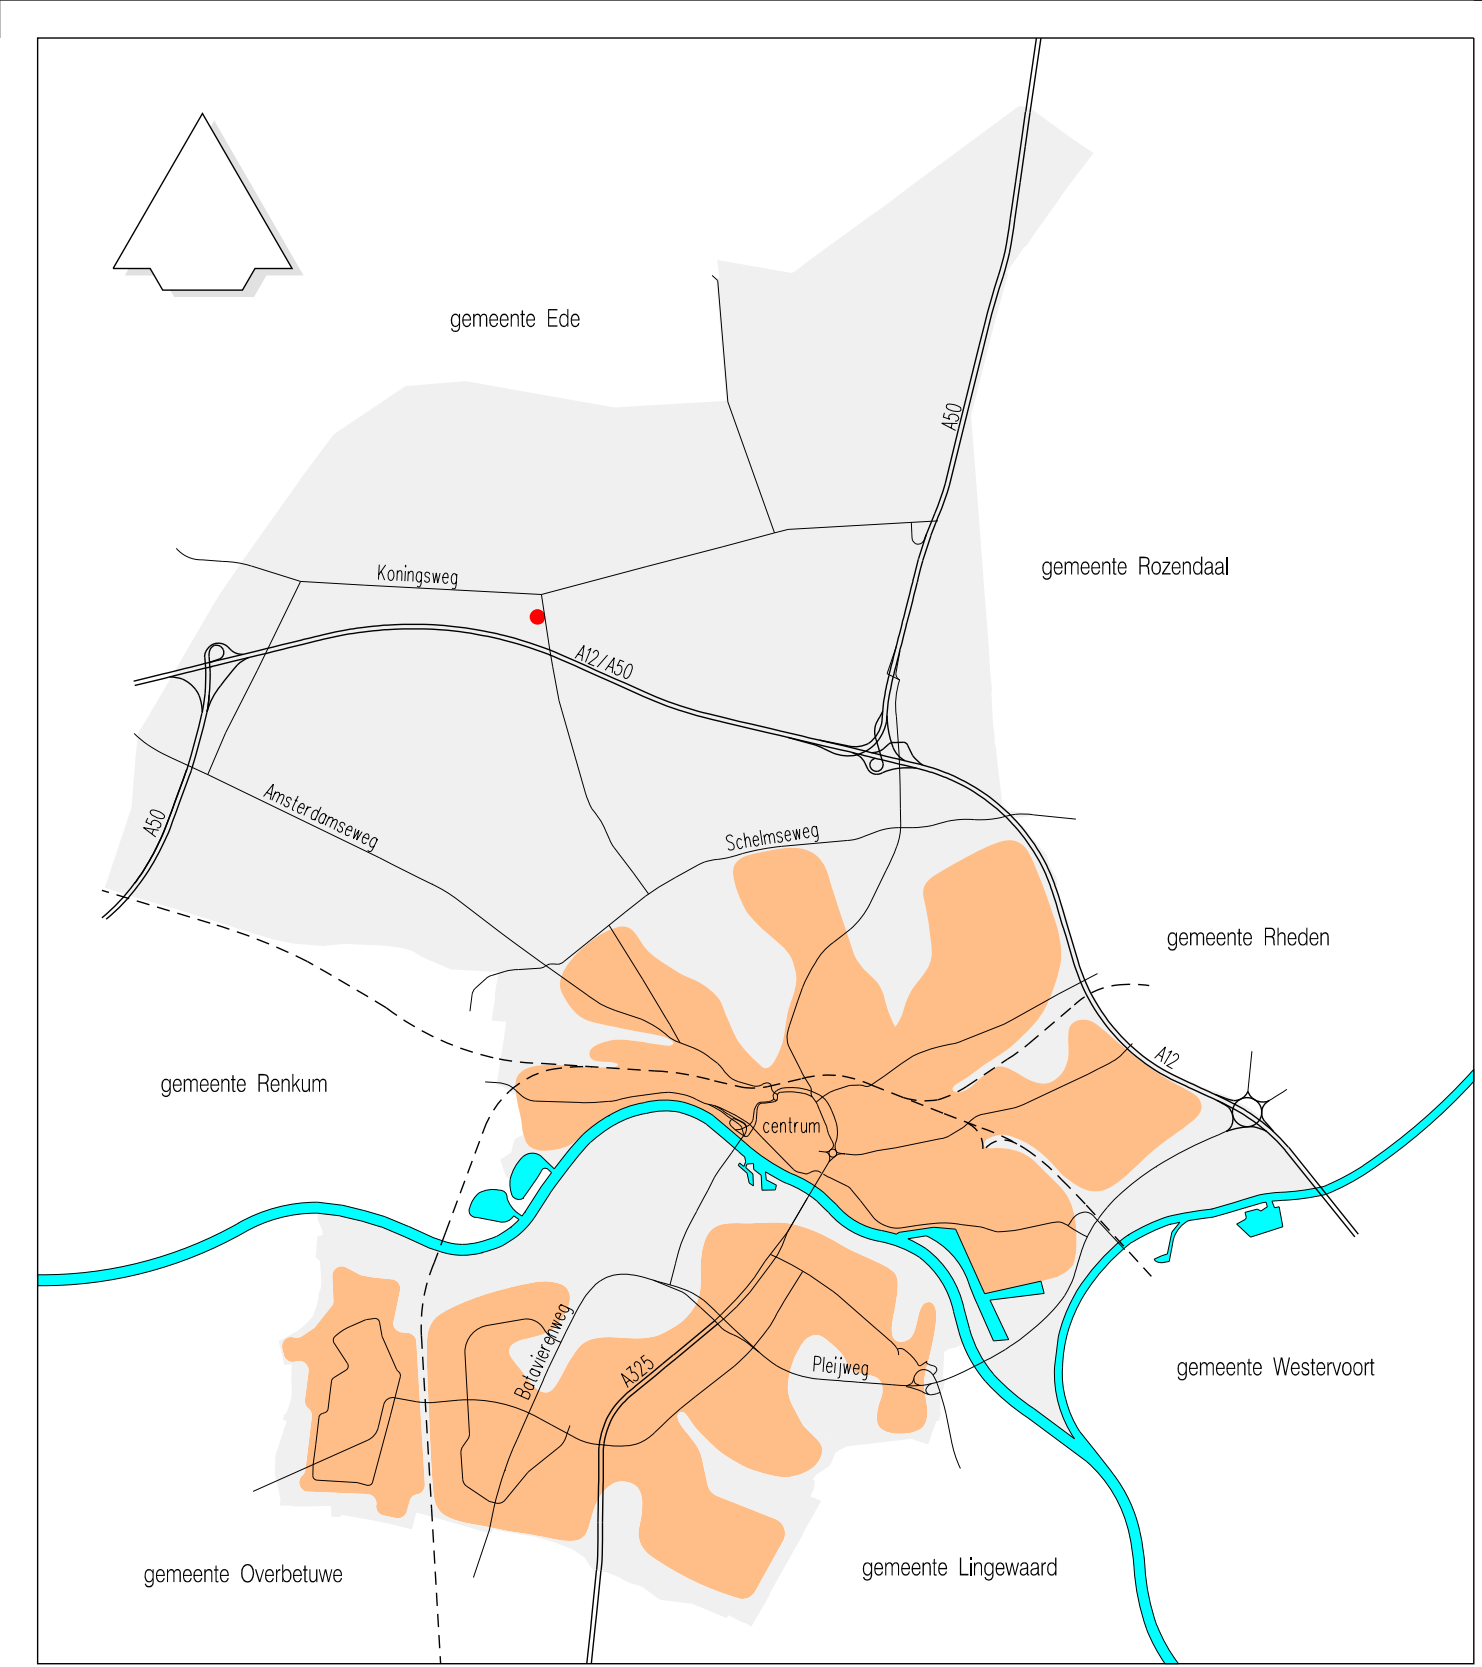 gemeente Ede
A50
gemeente Rozendaal
Koningsweg
A12/A50
Amsterdamseweg
A50
Schelmseweg
gemeente Rheden
gemeente Renkum
A12
centrum
Batavierenweg
A325
Pleijweg
gemeente Westervoort
gemeente Overbetuwe
gemeente Lingewaard